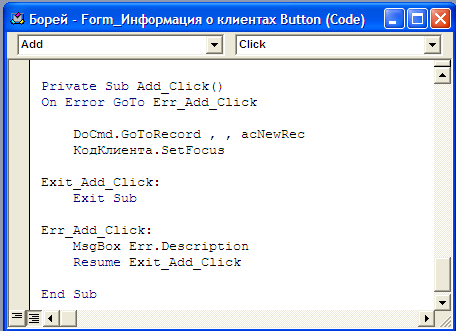 Борей - Form_Информация о клиентах Button (Code)
Add Click
Private Sub Add_Click()
On Error GoTo Err_Add_Click
DoCmd.GoToRecord , , acNewRec
КодКлиента.SetFocus
Exit_Add_Click:
Exit Sub
Err_Add_Click:
MsgBox Err.Description
Resume Exit_Add_Click
End Sub